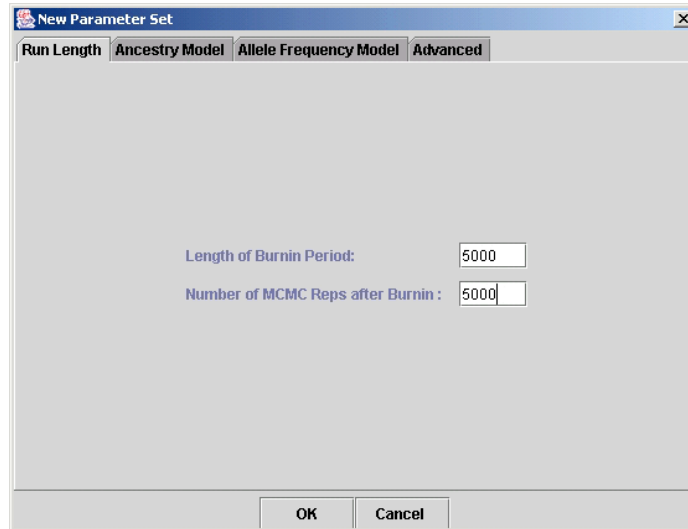 New Parameter Set
Run Length Ancestry Model Allele Frequency Model Advanced
Length of Burnin Period: 5000
Number of MCMC Reps after Burnin : 5000
OK Cancel